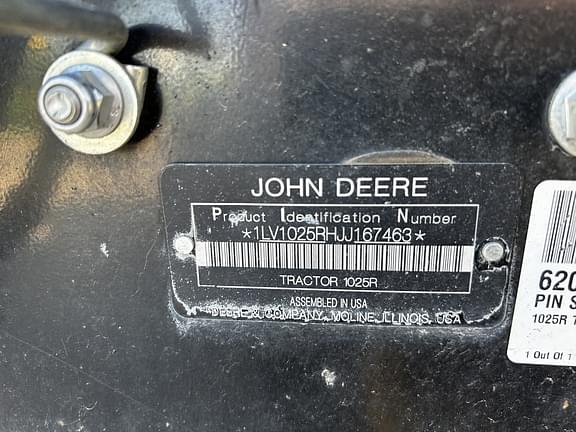 JOHN DEERE
Product Identification Number
*1LV1025RHJJ167463*
TRACTOR 1025R
ASSEMBLED IN USA
DEERE & COMPANY, MOLINE, ILLINOIS, USA
620
PIN S
1025R T
1 Out Of 1